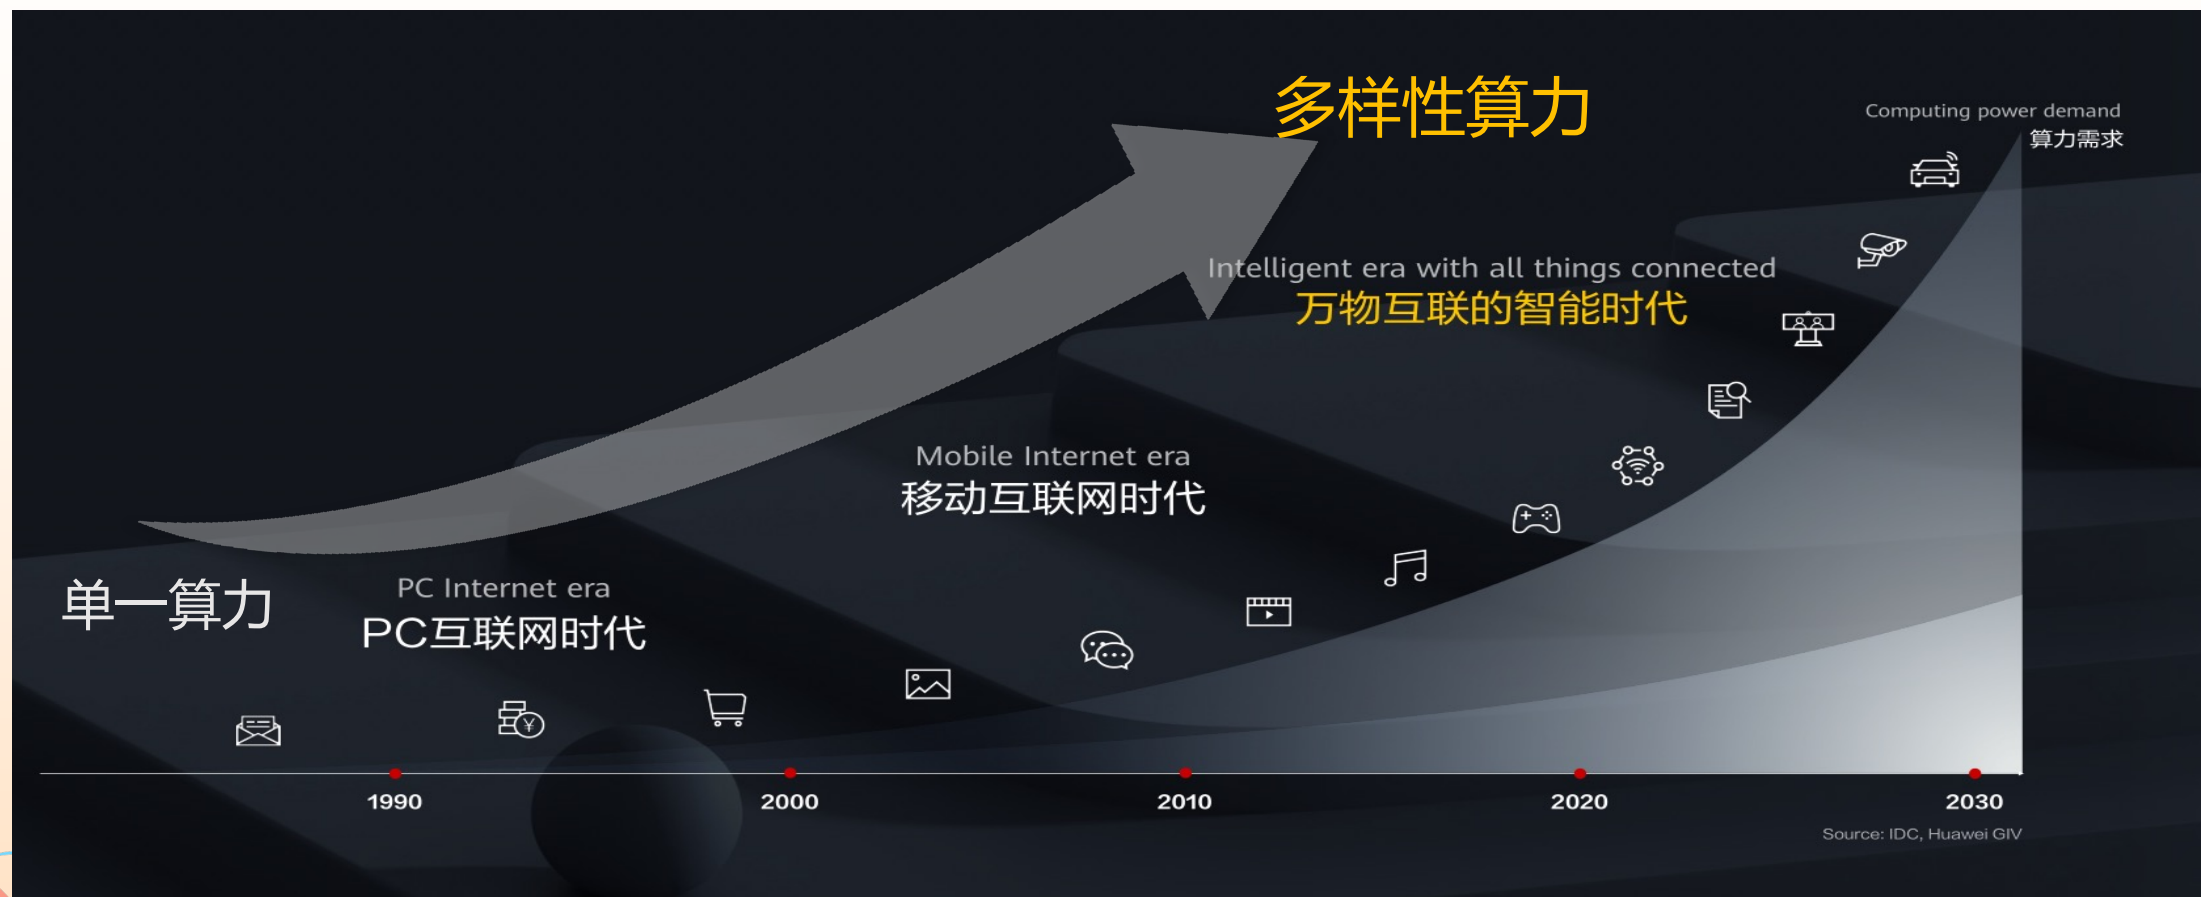 多样性算力
Computing power demand
算力需求
Intelligent era with all things connected
万物互联的智能时代
Mobile Internet era
移动互联网时代
单一算力
PC Internet era
PC互联网时代
¥
1990
2000
2010
2020
2030
Source: IDC, Huawei GIV